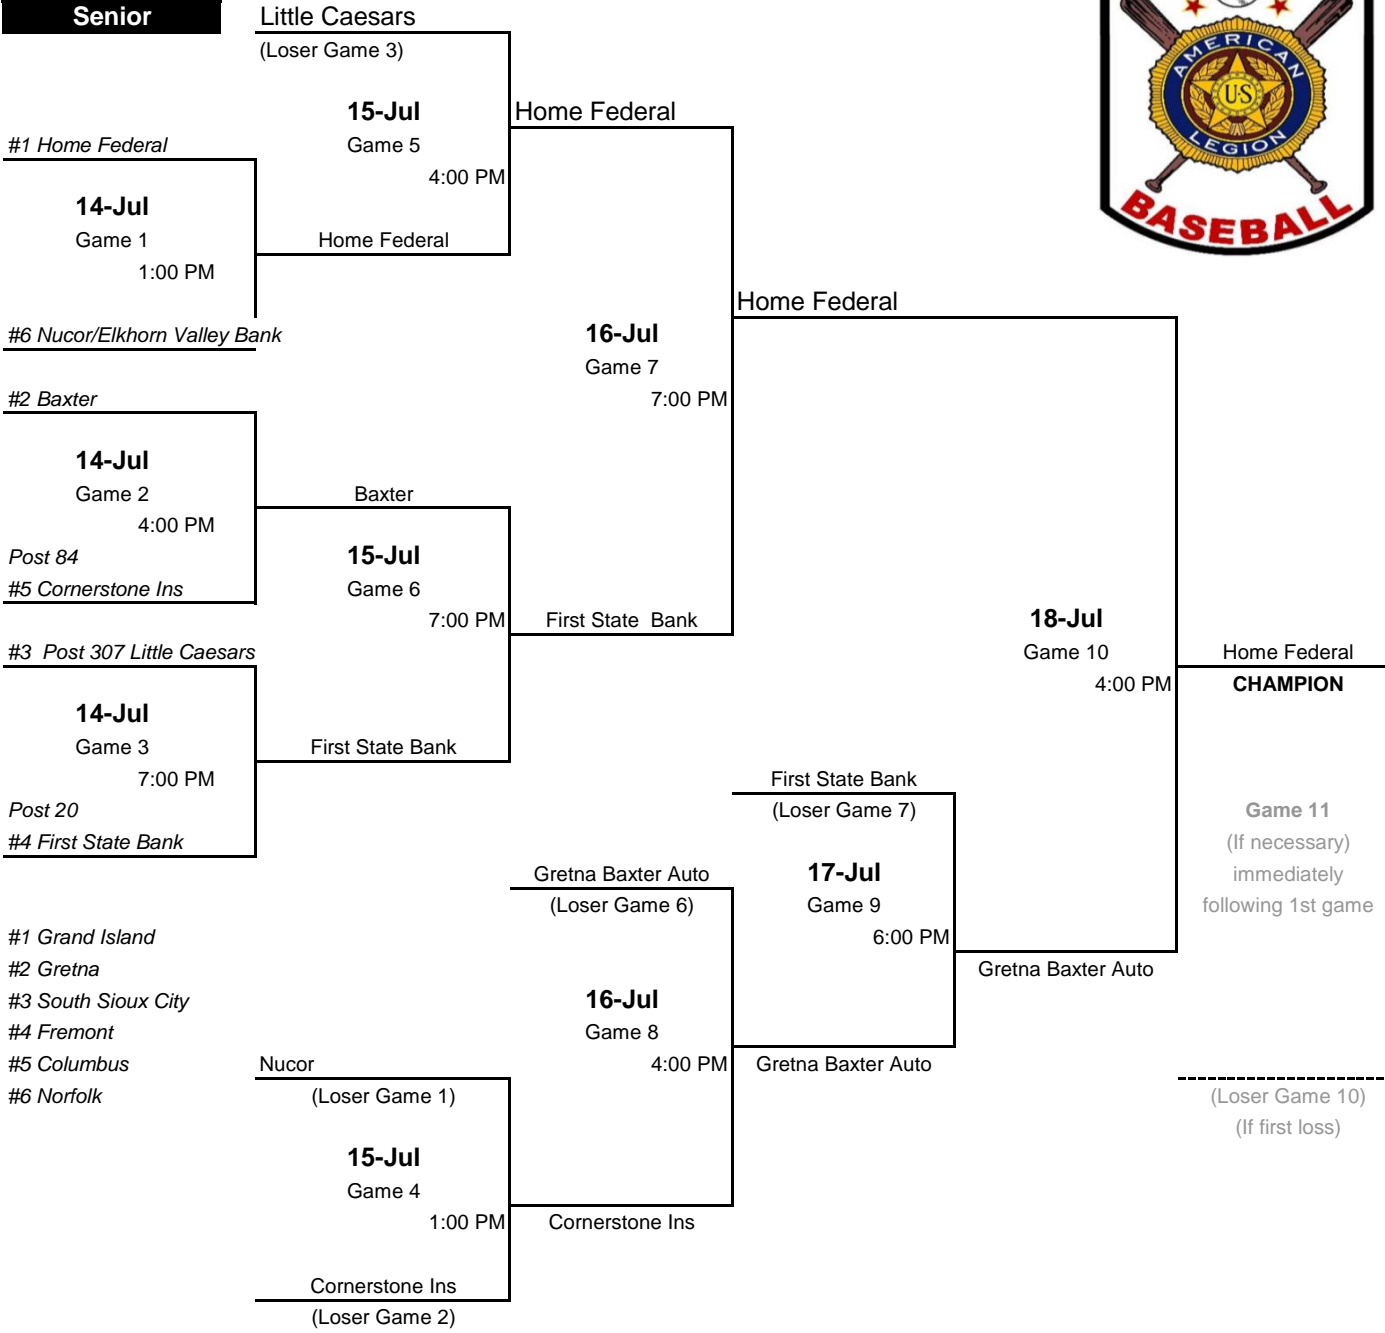 Senior
Little Caesars
(Loser Game 3)
AMERICAN
U.S
LEGION
BASEBALL
15-Jul
Home Federal
#1 Home Federal
Game 5
4:00 PM
14-Jul
Game 1
Home Federal
1:00 PM
Home Federal
#6 Nucor/Elkhorn Valley Bank
16-Jul
Game 7
#2 Baxter
7:00 PM
14-Jul
Game 2
Baxter
4:00 PM
Post 84
15-Jul
#5 Cornerstone Ins
Game 6
7:00 PM
First State  Bank
18-Jul
#3  Post 307 Little Caesars
Game 10
Home Federal
4:00 PM
CHAMPION
14-Jul
Game 3
First State Bank
7:00 PM
First State Bank
Post 20
(Loser Game 7)
Game 11
#4 First State Bank
(If necessary)
Gretna Baxter Auto
17-Jul
immediately
(Loser Game 6)
Game 9
following 1st game
#1 Grand Island
6:00 PM
#2 Gretna
Gretna Baxter Auto
#3 South Sioux City
16-Jul
#4 Fremont
Game 8
#5 Columbus
Nucor
4:00 PM
Gretna Baxter Auto
#6 Norfolk
(Loser Game 1)
(Loser Game 10)
(If first loss)
15-Jul
Game 4
1:00 PM
Cornerstone Ins
Cornerstone Ins
(Loser Game 2)